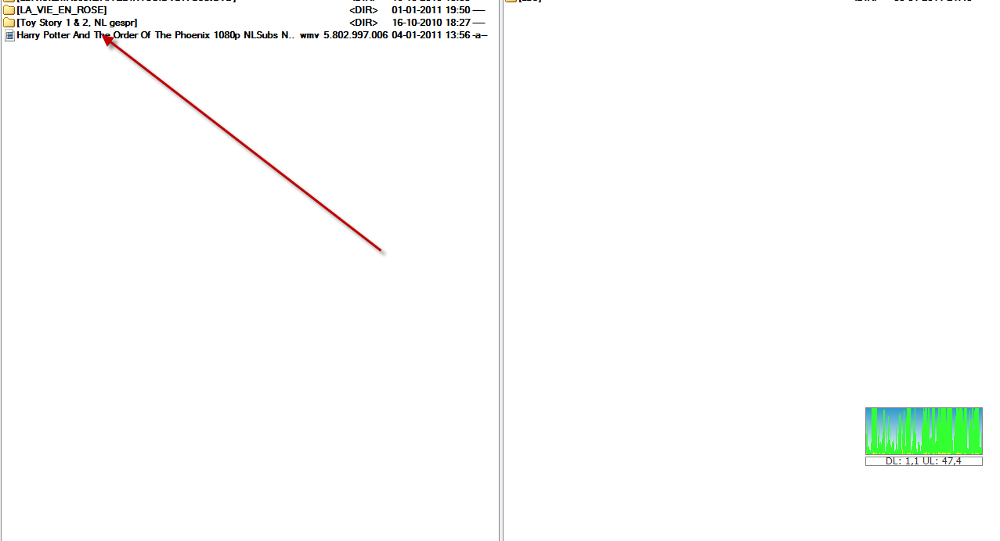 [LA_VIE_EN_ROSE] <DIR> 01-01-2011 19:50 ----
[Toy Story 1 & 2, NL gespr] <DIR> 16-10-2010 18:27 ----
Harry Potter And The Order Of The Phoenix 1080p NLSubs N.. wmv 5.802.997.006 04-01-2011 13:56 -a--
DL: 1,1 UL: 47,4